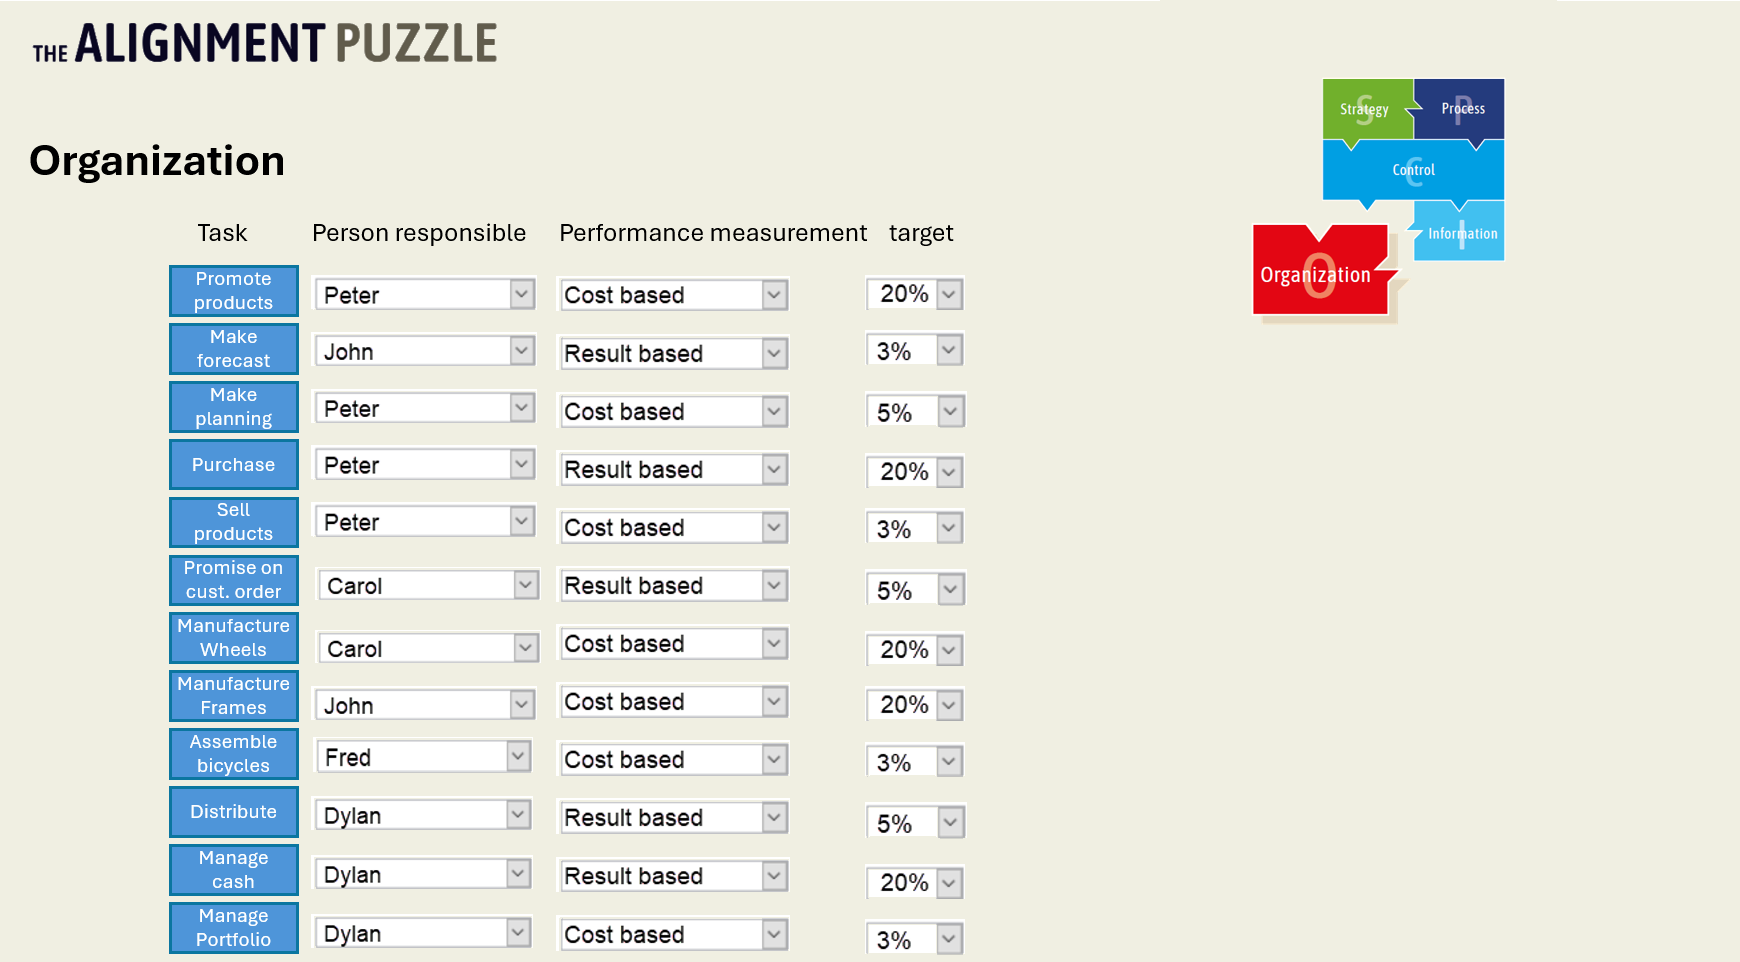 THE ALIGNMENT PUZZLE
Strategy
Process
Control
Information
Organization
Organization
Task Person responsible Performance measurement target
Promote
products
Peter Cost based 20%
Make
forecast
John Result based 3%
Make
planning
Peter Cost based 5%
Purchase Peter Result based 20%
Sell
products
Peter Cost based 3%
Promise on
cust. order
Carol Result based 5%
Manufacture
Wheels
Carol Cost based 20%
Manufacture
Frames
John Cost based 20%
Assemble
bicycles
Fred Cost based 3%
Distribute Dylan Result based 5%
Manage
cash
Dylan Result based 20%
Manage
Portfolio
Dylan Cost based 3%